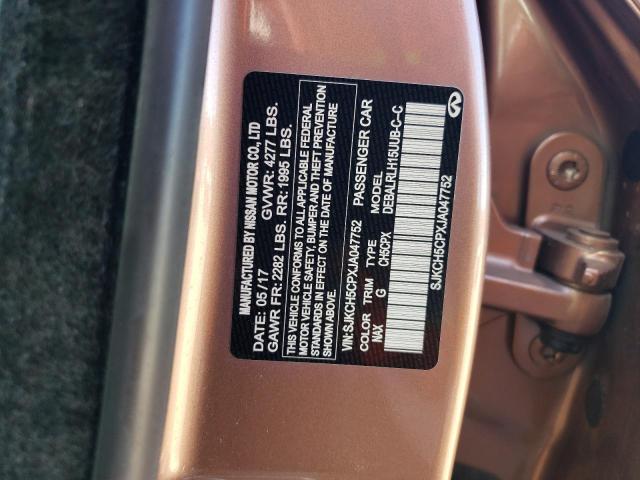 MANUFACTURED BY NISSAN MOTOR CO., LTD
DATE: 05/17 GVWR: 4277 LBS.
GAWR FR: 2282 LBS. RR: 1995 LBS.
THIS VEHICLE CONFORMS TO ALL APPLICABLE FEDERAL
MOTOR VEHICLE SAFETY, BUMPER AND THEFT PREVENTION
STANDARDS IN EFFECT ON THE DATE OF MANUFACTURE
SHOWN ABOVE.
VIN:SJKCH5CPXJA047752 PASSENGER CAR
COLOR TRIM TYPE MODEL
NAX G CH5CPX DEBALRLH15UUB-C--C
SJKCH5CPXJA047752